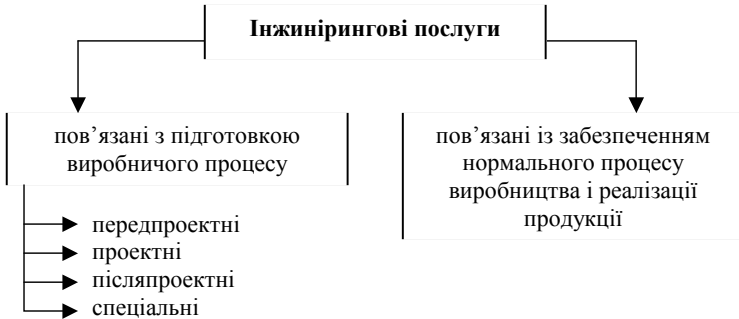 Інжинірингові послуги
пов’язані з підготовкою
виробничого процесу
передпроектні
проектні
післяпроектні
спеціальні
пов’язані із забезпеченням
нормального процесу
виробництва і реалізації
продукції